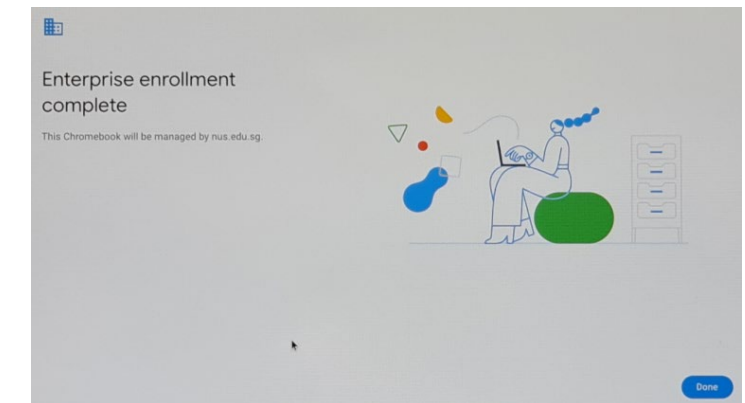 Enterprise enrollment
complete
This Chromebook will be managed by nus.edu.sg.
Done